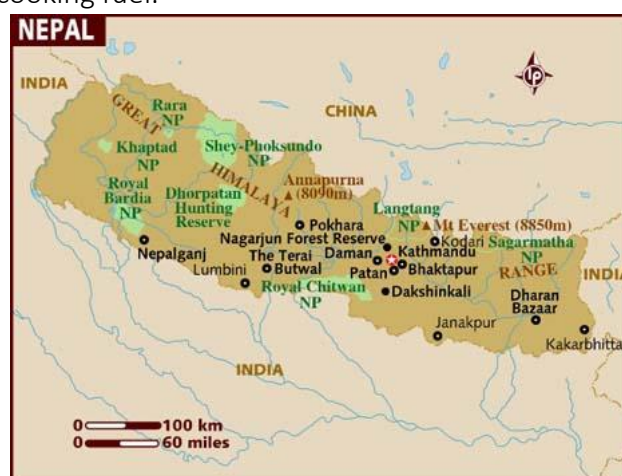 cooking fuel.
NEPAL
INDIA
CHINA
lp
GREAT
HIMALAYA
RANGE
Rara
NP
Khaptad
NP
Shey-Phoksundo
NP
Royal
Bardia
NP
Dhorpatan
Hunting
Reserve
Annapurna
(8090m)
Langtang
NP
Mt Everest (8850m)
Pokhara
Nagarjun Forest Reserve
Kodari
Sagarmatha
NP
Kathmandu
Daman
Nepalganj
The Terai
Butwal
Patan
Bhaktapur
Lumbini
Royal Chitwan
NP
Dakshinkali
INDIA
Dharan
Bazaar
Janakpur
Kakarbhitta
INDIA
0 100 km
0 60 miles